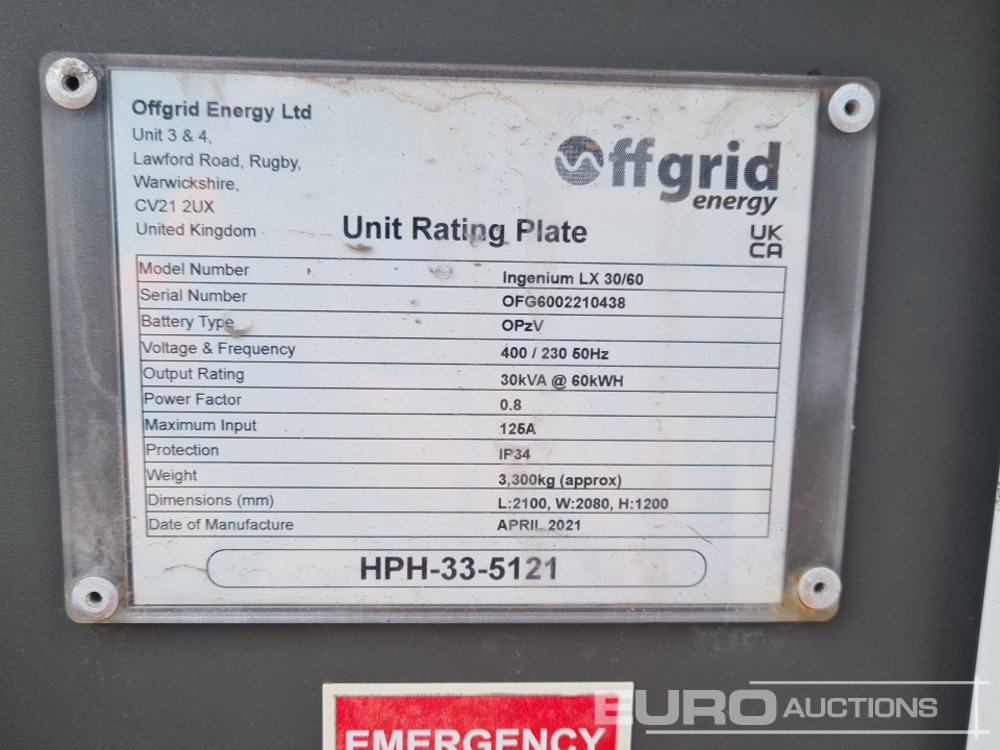 Offgrid Energy Ltd
Unit 3 & 4,
Lawford Road, Rugby,
Warwickshire,
CV21 2UX
United Kingdom
Offgrid
energy
Unit Rating Plate
UK
CA
Model Number Ingenium LX 30/60
Serial Number OFG6002210438
Battery Type OPzV
Voltage & Frequency 400 / 230 50Hz
Output Rating 30kVA @ 60kWH
Power Factor 0.8
Maximum Input 125A
Protection IP34
Weight 3,300kg (approx)
Dimensions (mm) L:2100, W:2080, H:1200
Date of Manufacture APRIL 2021
HPH-33-5121
EMERGENCY
EURO AUCTIONS